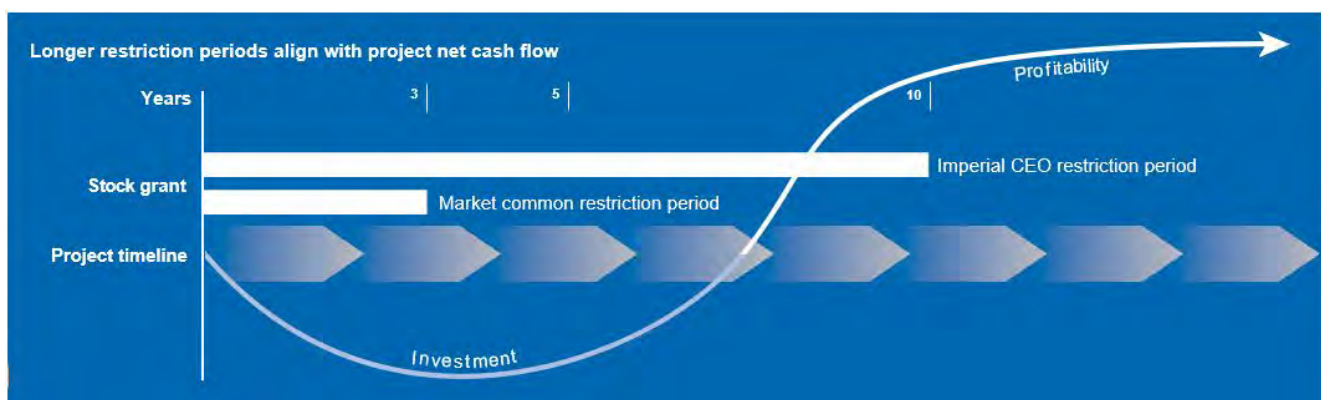 Longer restriction periods align with project net cash flow
Profitability
Years 3 5 10
Imperial CEO restriction period
Stock grant
Market common restriction period
Project timeline
Investment